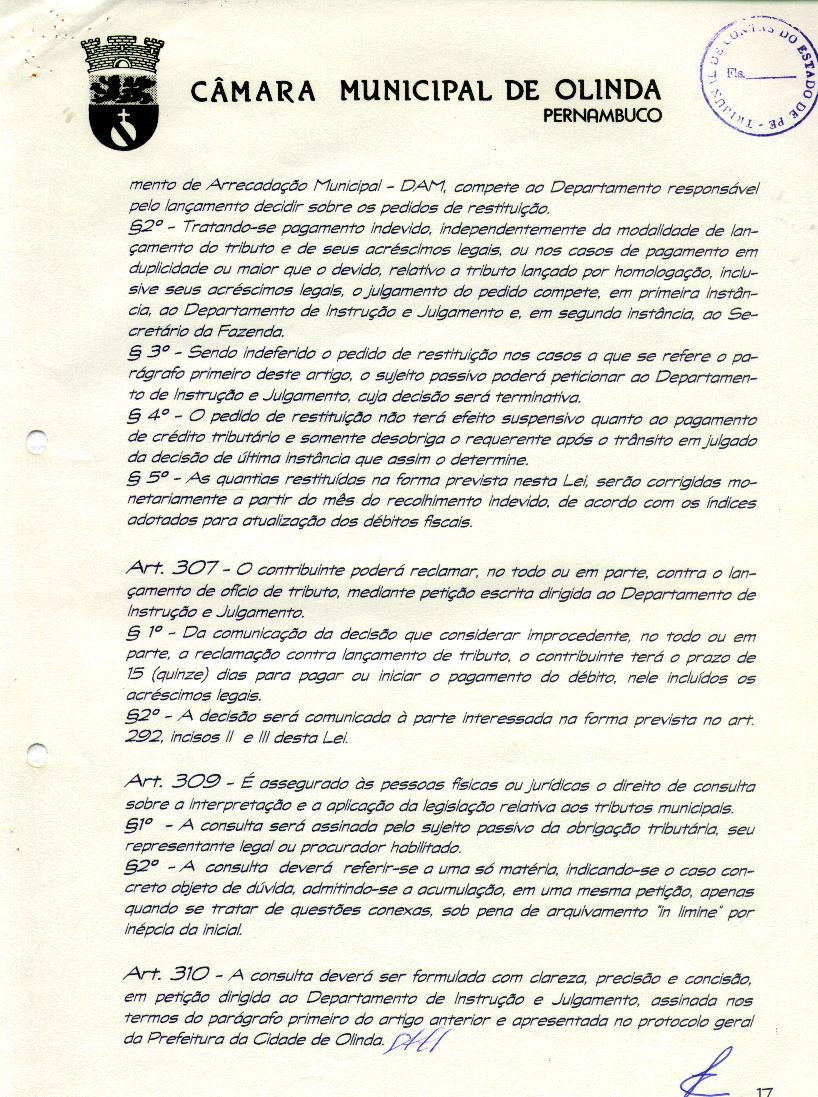 CÂMARA MUNICIPAL DE OLINDA
PERNAMBUCO
TRIBUNAL DE CONTAS DO ESTADO DE PE -
Fls.
mento de Arrecadação Municipal - DAM, compete ao Departamento responsável
pelo lançamento decidir sobre os pedidos de restituição.
§2º - Tratando-se pagamento indevido, independentemente da modalidade de lan-
çamento do tributo e de seus acréscimos legais, ou nos casos de pagamento em
duplicidade ou maior que o devido, relativo a tributo lançado por homologação, inclu-
sive seus acréscimos legais, o julgamento do pedido compete, em primeira instân-
cia, ao Departamento de Instrução e Julgamento e, em segunda instância, ao Se-
cretário da Fazenda.
§ 3º - Sendo indeferido o pedido de restituição nos casos a que se refere o pa-
rágrafo primeiro deste artigo, o sujeito passivo poderá peticionar ao Departamen-
to de Instrução e Julgamento, cuja decisão será terminativa.
§ 4º - O pedido de restituição não terá efeito suspensivo quanto ao pagamento
de crédito tributário e somente desobriga o requerente após o trânsito em julgado
da decisão de última instância que assim o determine.
§ 5º - As quantias restituídas na forma prevista nesta Lei, serão corrigidas mo-
netariamente a partir do mês do recolhimento indevido, de acordo com os índices
adotados para atualização dos débitos fiscais.
Art. 307 - O contribuinte poderá reclamar, no todo ou em parte, contra o lan-
çamento de ofício de tributo, mediante petição escrita dirigida ao Departamento de
Instrução e Julgamento.
§ 1º - Da comunicação da decisão que considerar improcedente, no todo ou em
parte, a reclamação contra lançamento de tributo, o contribuinte terá o prazo de
15 (quinze) dias para pagar ou iniciar o pagamento do débito, nele incluídos os
acréscimos legais.
§2º - A decisão será comunicada à parte interessada na forma prevista no art.
292, incisos II e III desta Lei.
Art. 309 - É assegurado às pessoas físicas ou jurídicas o direito de consulta
sobre a interpretação e a aplicação da legislação relativa aos tributos municipais.
§1º - A consulta será assinada pelo sujeito passivo da obrigação tributária, seu
representante legal ou procurador habilitado.
§2º - A consulta deverá referir-se a uma só matéria, indicando-se o caso con-
creto objeto de dúvida, admitindo-se a acumulação, em uma mesma petição, apenas
quando se tratar de questões conexas, sob pena de arquivamento "in limine" por
inépcia da inicial.
Art. 310 - A consulta deverá ser formulada com clareza, precisão e concisão,
em petição dirigida ao Departamento de Instrução e Julgamento, assinada nos
termos do parágrafo primeiro do artigo anterior e apresentada no protocolo geral
da Prefeitura da Cidade de Olinda.
17